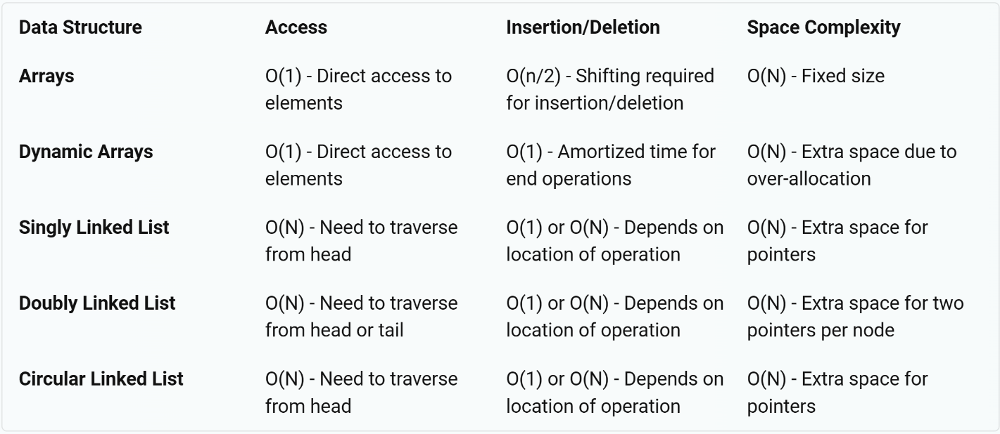 Data Structure Access Insertion/Deletion Space Complexity
Arrays O(1) - Direct access to O(n/2) - Shifting required O(N) - Fixed size
elements for insertion/deletion
Dynamic Arrays O(1) - Direct access to O(1) - Amortized time for O(N) - Extra space due to
elements end operations over-allocation
Singly Linked List O(N) - Need to traverse O(1) or O(N) - Depends on O(N) - Extra space for
from head location of operation pointers
Doubly Linked List O(N) - Need to traverse O(1) or O(N) - Depends on O(N) - Extra space for two
from head or tail location of operation pointers per node
Circular Linked List O(N) - Need to traverse O(1) or O(N) - Depends on O(N) - Extra space for
from head location of operation pointers